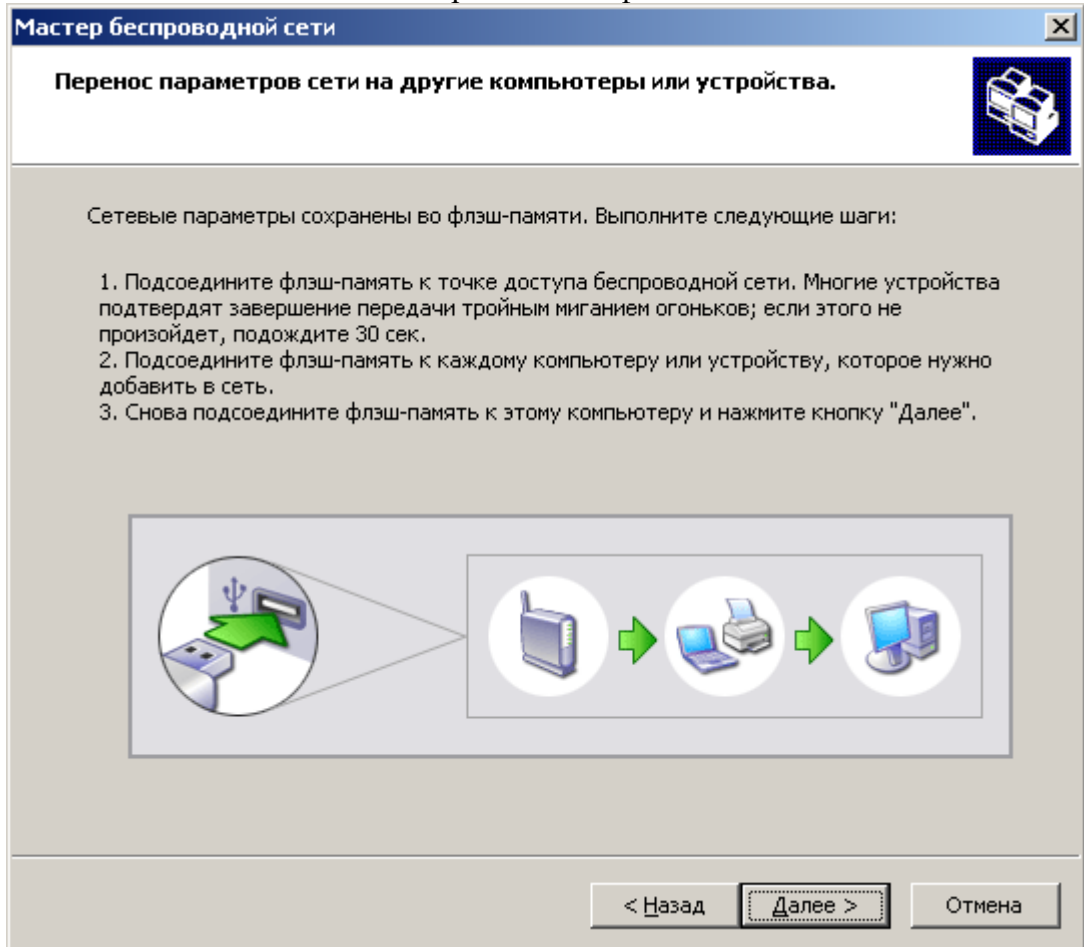 Мастер беспроводной сети
Перенос параметров сети на другие компьютеры или устройства.
Сетевые параметры сохранены во флэш-памяти. Выполните следующие шаги:
1. Подсоедините флэш-память к точке доступа беспроводной сети. Многие устройства
подтвердят завершение передачи тройным миганием огоньков; если этого не
произойдет, подождите 30 сек.
2. Подсоедините флэш-память к каждому компьютеру или устройству, которое нужно
добавить в сеть.
3. Снова подсоедините флэш-память к этому компьютеру и нажмите кнопку "Далее".
< Назад Далее > Отмена